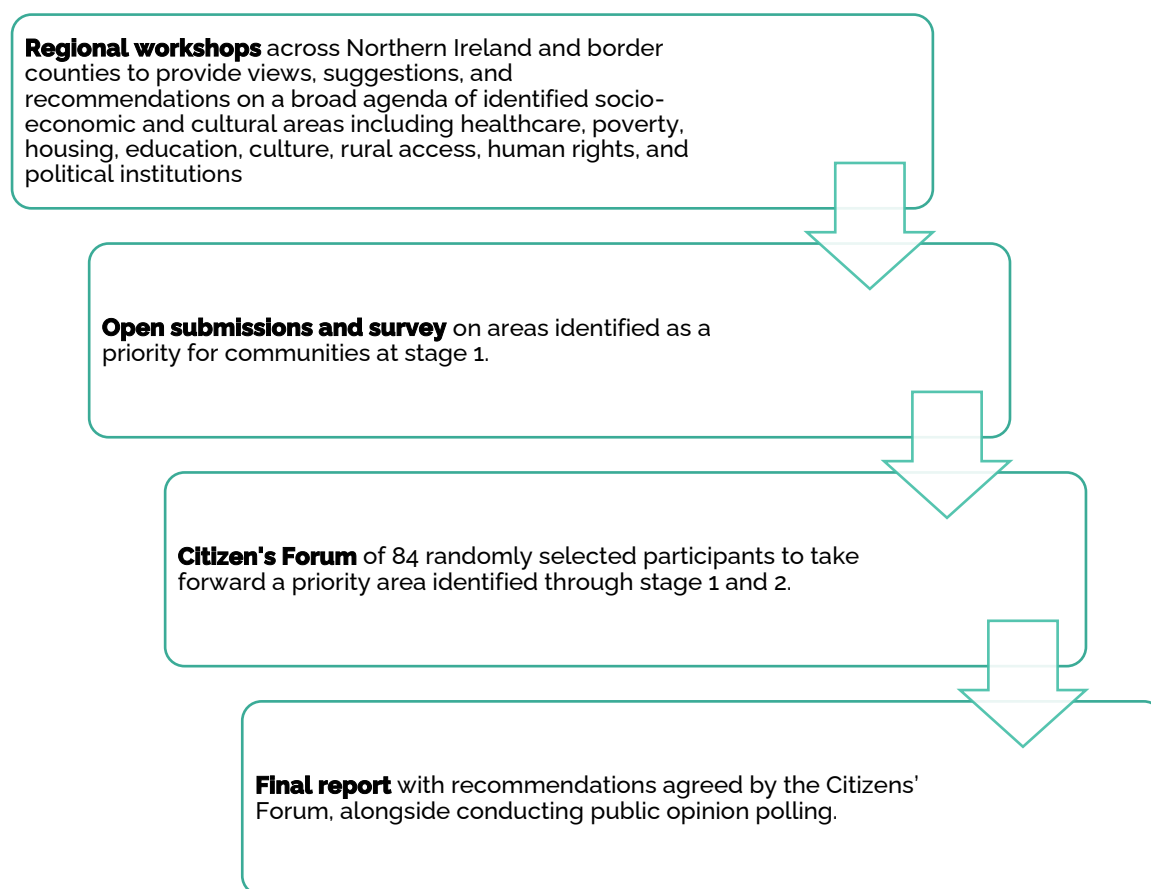 Regional workshops across Northern Ireland and border
counties to provide views, suggestions, and
recommendations on a broad agenda of identified socio-
economic and cultural areas including healthcare, poverty,
housing, education, culture, rural access, human rights, and
political institutions
Open submissions and survey on areas identified as a
priority for communities at stage 1.
Citizen's Forum of 84 randomly selected participants to take
forward a priority area identified through stage 1 and 2.
Final report with recommendations agreed by the Citizens’
Forum, alongside conducting public opinion polling.